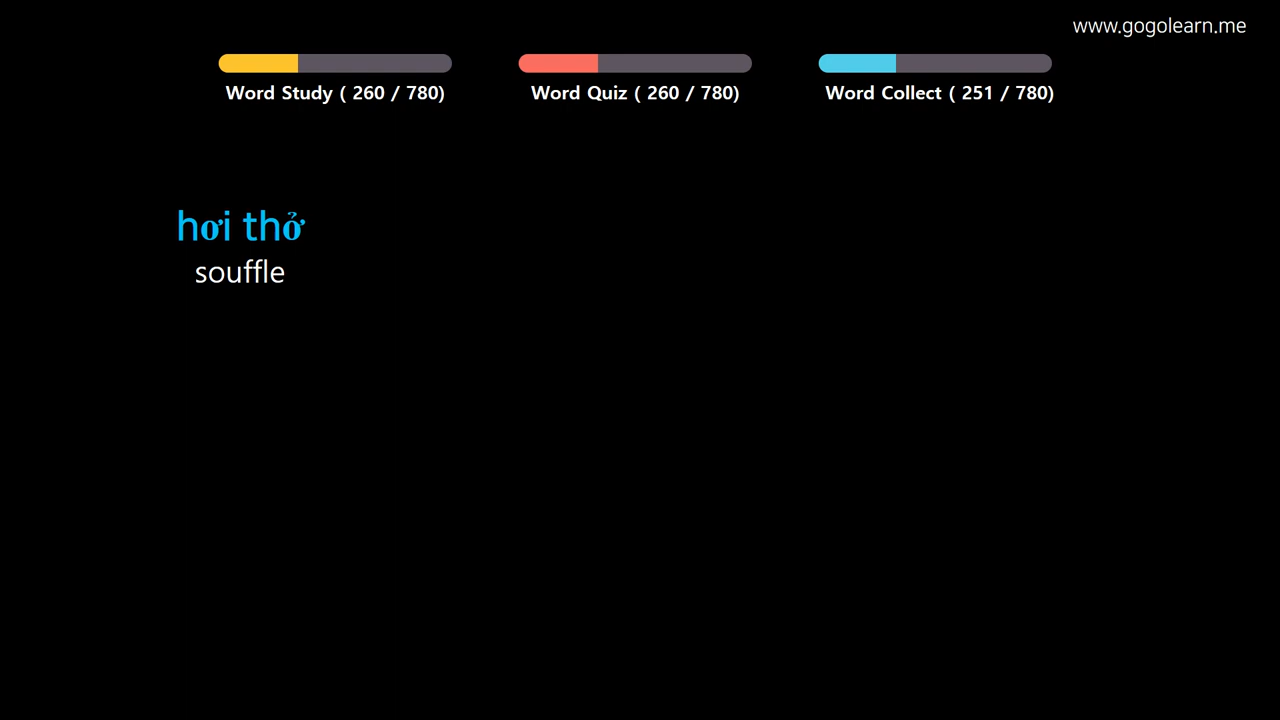 www.gogolearn.me
Word Study ( 260 / 780)
Word Quiz ( 260 / 780)
Word Collect ( 251 / 780)
hơi thở
souffle